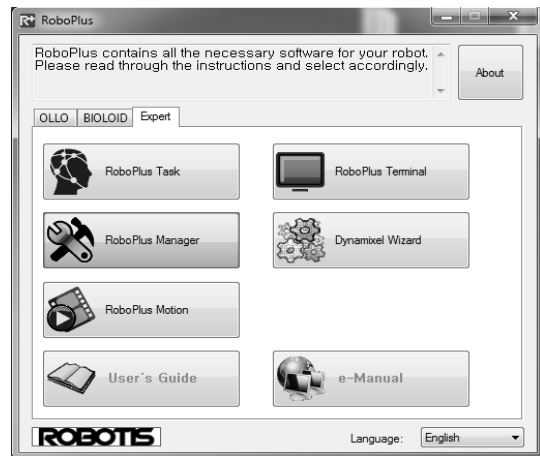 R+ RoboPlus
RoboPlus contains all the necessary software for your robot.
Please read through the instructions and select accordingly.
About
OLLO BIOLOID Expert
RoboPlus Task
RoboPlus Terminal
RoboPlus Manager
Dynamixel Wizard
RoboPlus Motion
User's Guide
e-Manual
ROBOTIS
Language: English